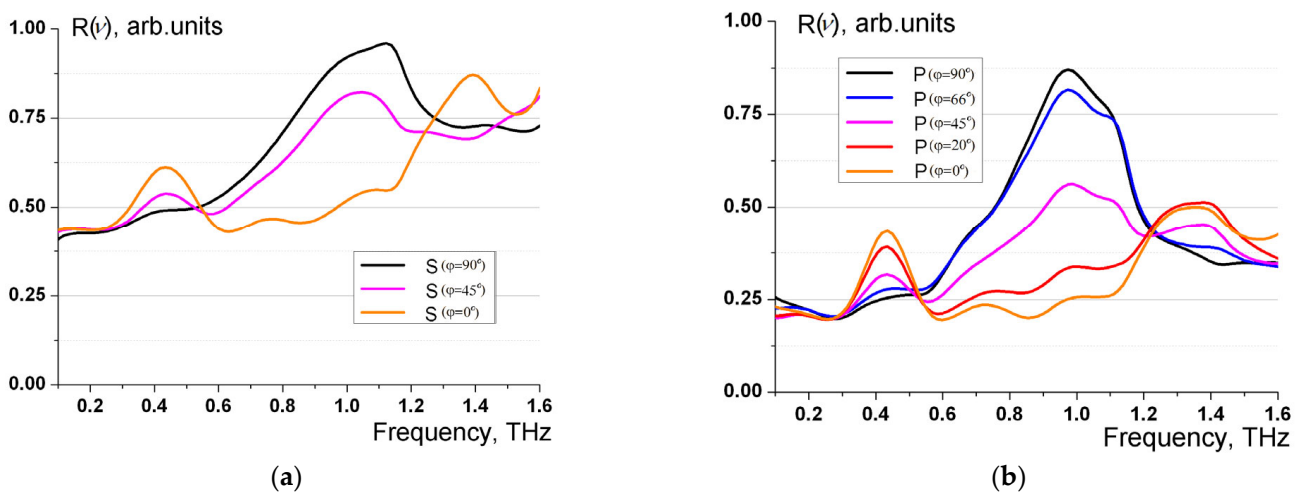 R(ν), arb.units
1.00
0.75
0.50
0.25
0.00
S (φ=90°)
S (φ=45°)
S (φ=0°)
0.2 0.4 0.6 0.8 1.0 1.2 1.4 1.6
Frequency, THz
(a)
R(ν), arb.units
1.00
0.75
0.50
0.25
0.00
P (φ=90°)
P (φ=66°)
P (φ=45°)
P (φ=20°)
P (φ=0°)
0.2 0.4 0.6 0.8 1.0 1.2 1.4 1.6
Frequency, THz
(b)